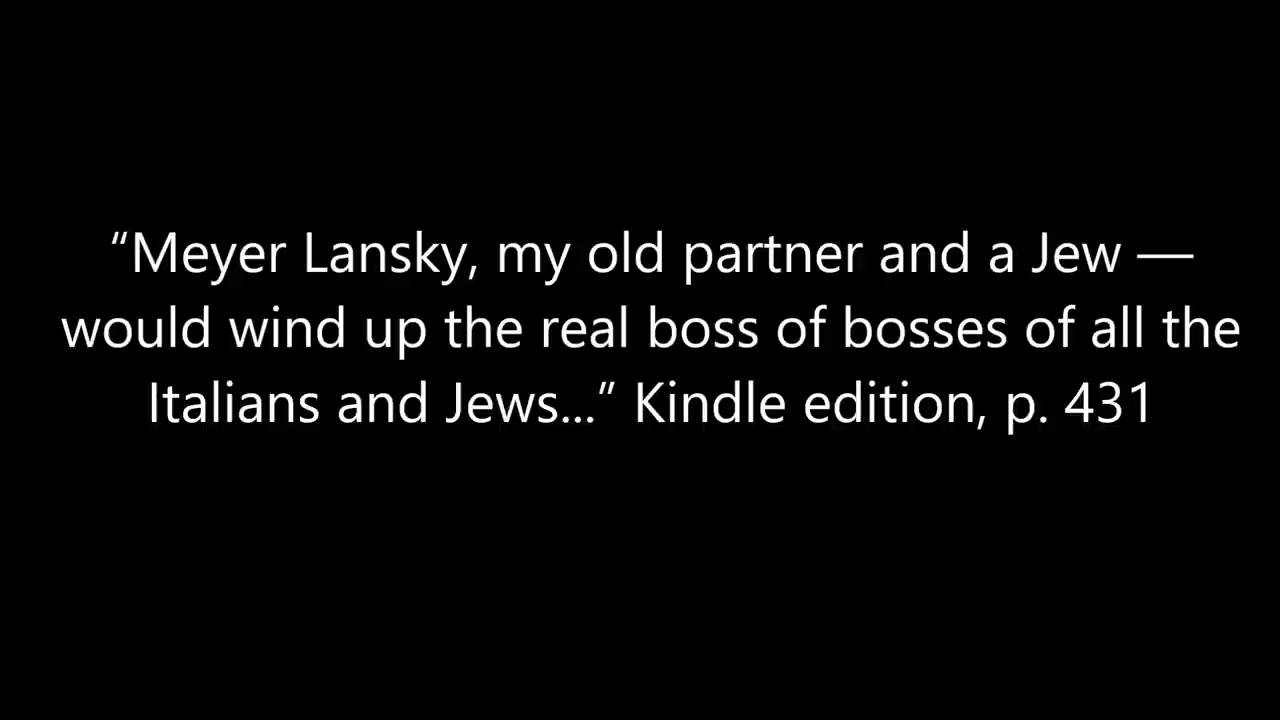 “Meyer Lansky, my old partner and a Jew —
would wind up the real boss of bosses of all the
Italians and Jews...” Kindle edition, p. 431